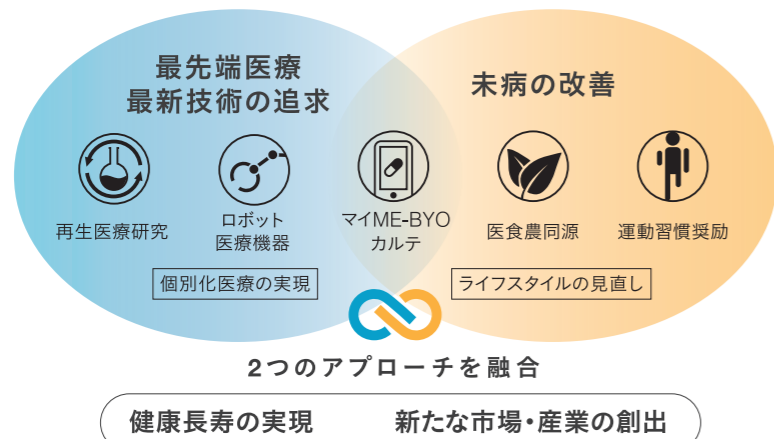 最先端医療
最新技術の追求
未病の改善
再生医療研究
ロボット
医療機器
マイME-BYO
カルテ
医食農同源
運動習慣奨励
個別化医療の実現
ライフスタイルの見直し
2つのアプローチを融合
健康長寿の実現
新たな市場・産業の創出